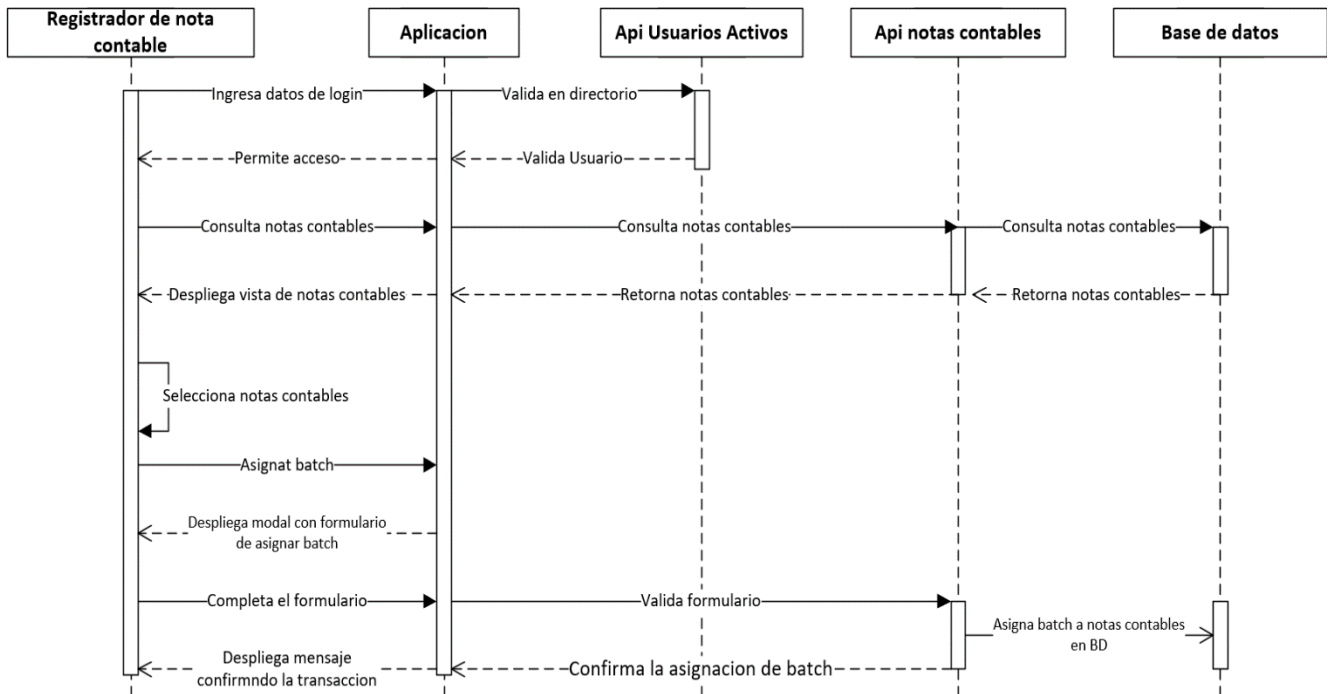 Registrador de nota
contable
Aplicacion
Api Usuarios Activos
Api notas contables
Base de datos
Ingresa datos de login
Valida en directorio
Permite acceso
Valida Usuario
Consulta notas contables
Consulta notas contables
Consulta notas contables
Despliega vista de notas contables
Retorna notas contables
Retorna notas contables
Selecciona notas contables
Asignat batch
Despliega modal con formulario
de asignar batch
Completa el formulario
Valida formulario
Asigna batch a notas contables
en BD
Despliega mensaje
confirmndo la transaccion
Confirma la asignacion de batch